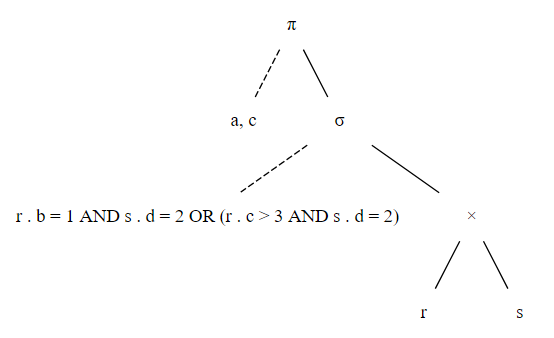 π
a, c
σ
r . b = 1 AND s . d = 2 OR (r . c > 3 AND s . d = 2)
×
r
s